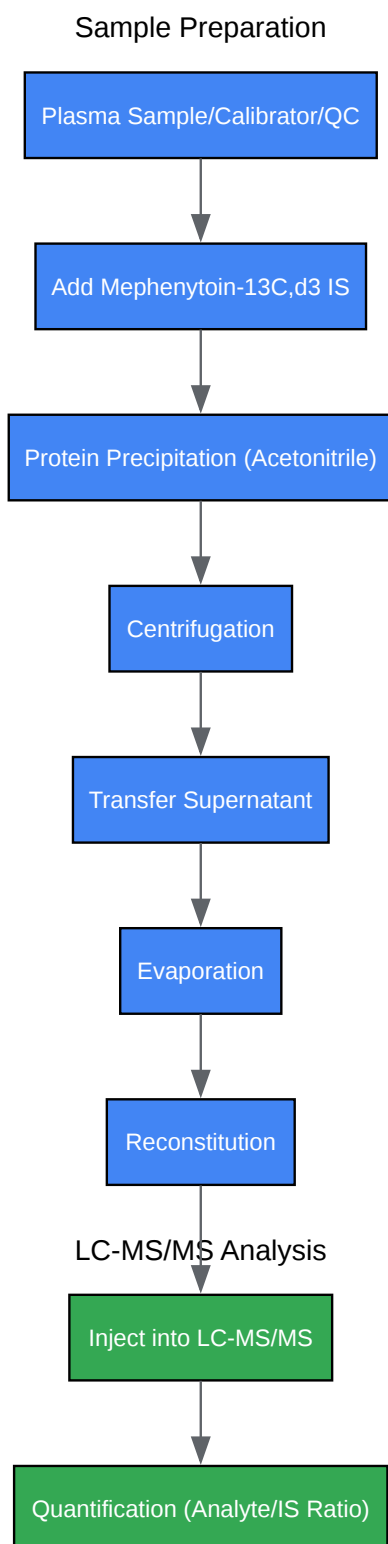 Sample Preparation
Plasma Sample/Calibrator/QC
Add Mephenytoin-13C,d3 IS
Protein Precipitation (Acetonitrile)
Centrifugation
Transfer Supernatant
Evaporation
Reconstitution
LC-MS/MS Analysis
Inject into LC-MS/MS
Quantification (Analyte/IS Ratio)